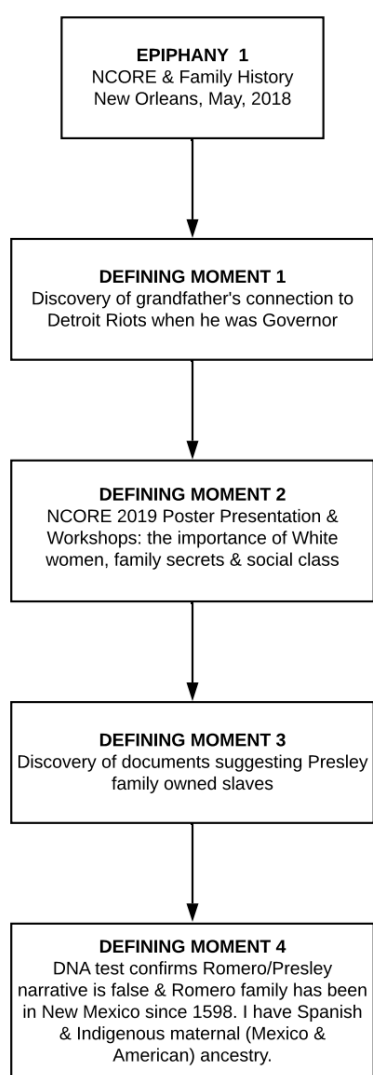 EPIPHANY 1
NCORE & Family History
New Orleans, May, 2018
DEFINING MOMENT 1
Discovery of grandfather's connection to
Detroit Riots when he was Governor
DEFINING MOMENT 2
NCORE 2019 Poster Presentation &
Workshops: the importance of White
women, family secrets & social class
DEFINING MOMENT 3
Discovery of documents suggesting Presley
family owned slaves
DEFINING MOMENT 4
DNA test confirms Romero/Presley
narrative is false & Romero family has been
in New Mexico since 1598. I have Spanish
& Indigenous maternal (Mexico &
American) ancestry.